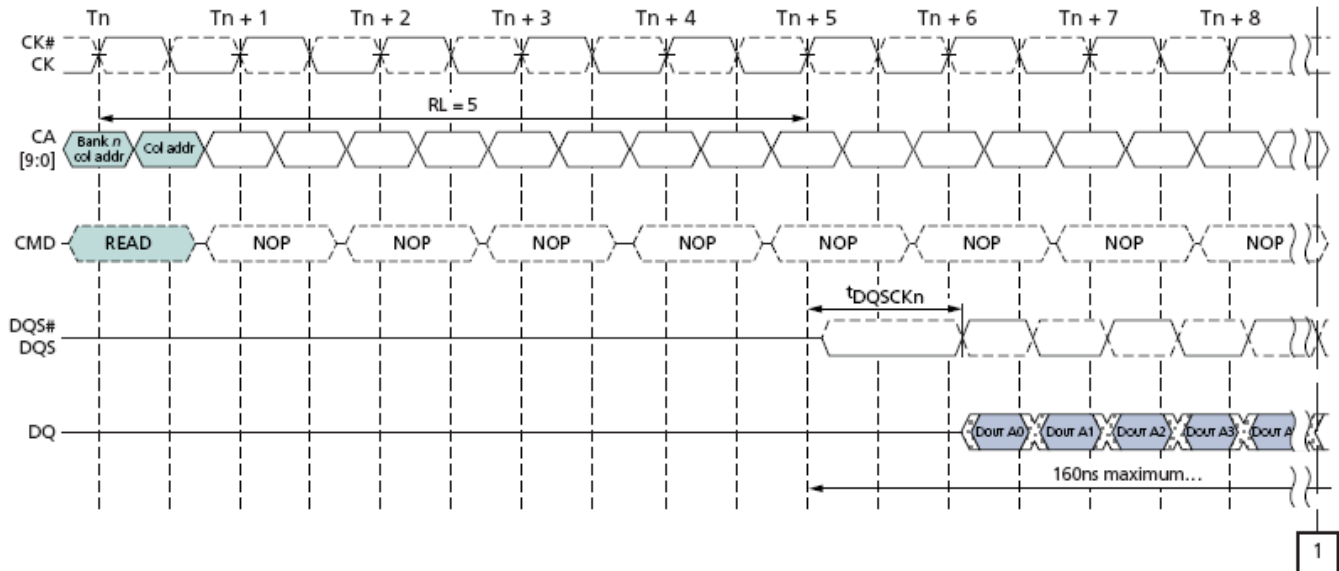 Tn Tn + 1 Tn + 2 Tn + 3 Tn + 4 Tn + 5 Tn + 6 Tn + 7 Tn + 8
CK#
CK
RL = 5
CA
[9:0]
Bank n
col addr
Col addr
CMD READ NOP NOP NOP NOP NOP NOP NOP NOP
tDQSCKn
DQS#
DQS
DQ DOUT A0 DOUT A1 DOUT A2 DOUT A3 DOUT A
160ns maximum…
1